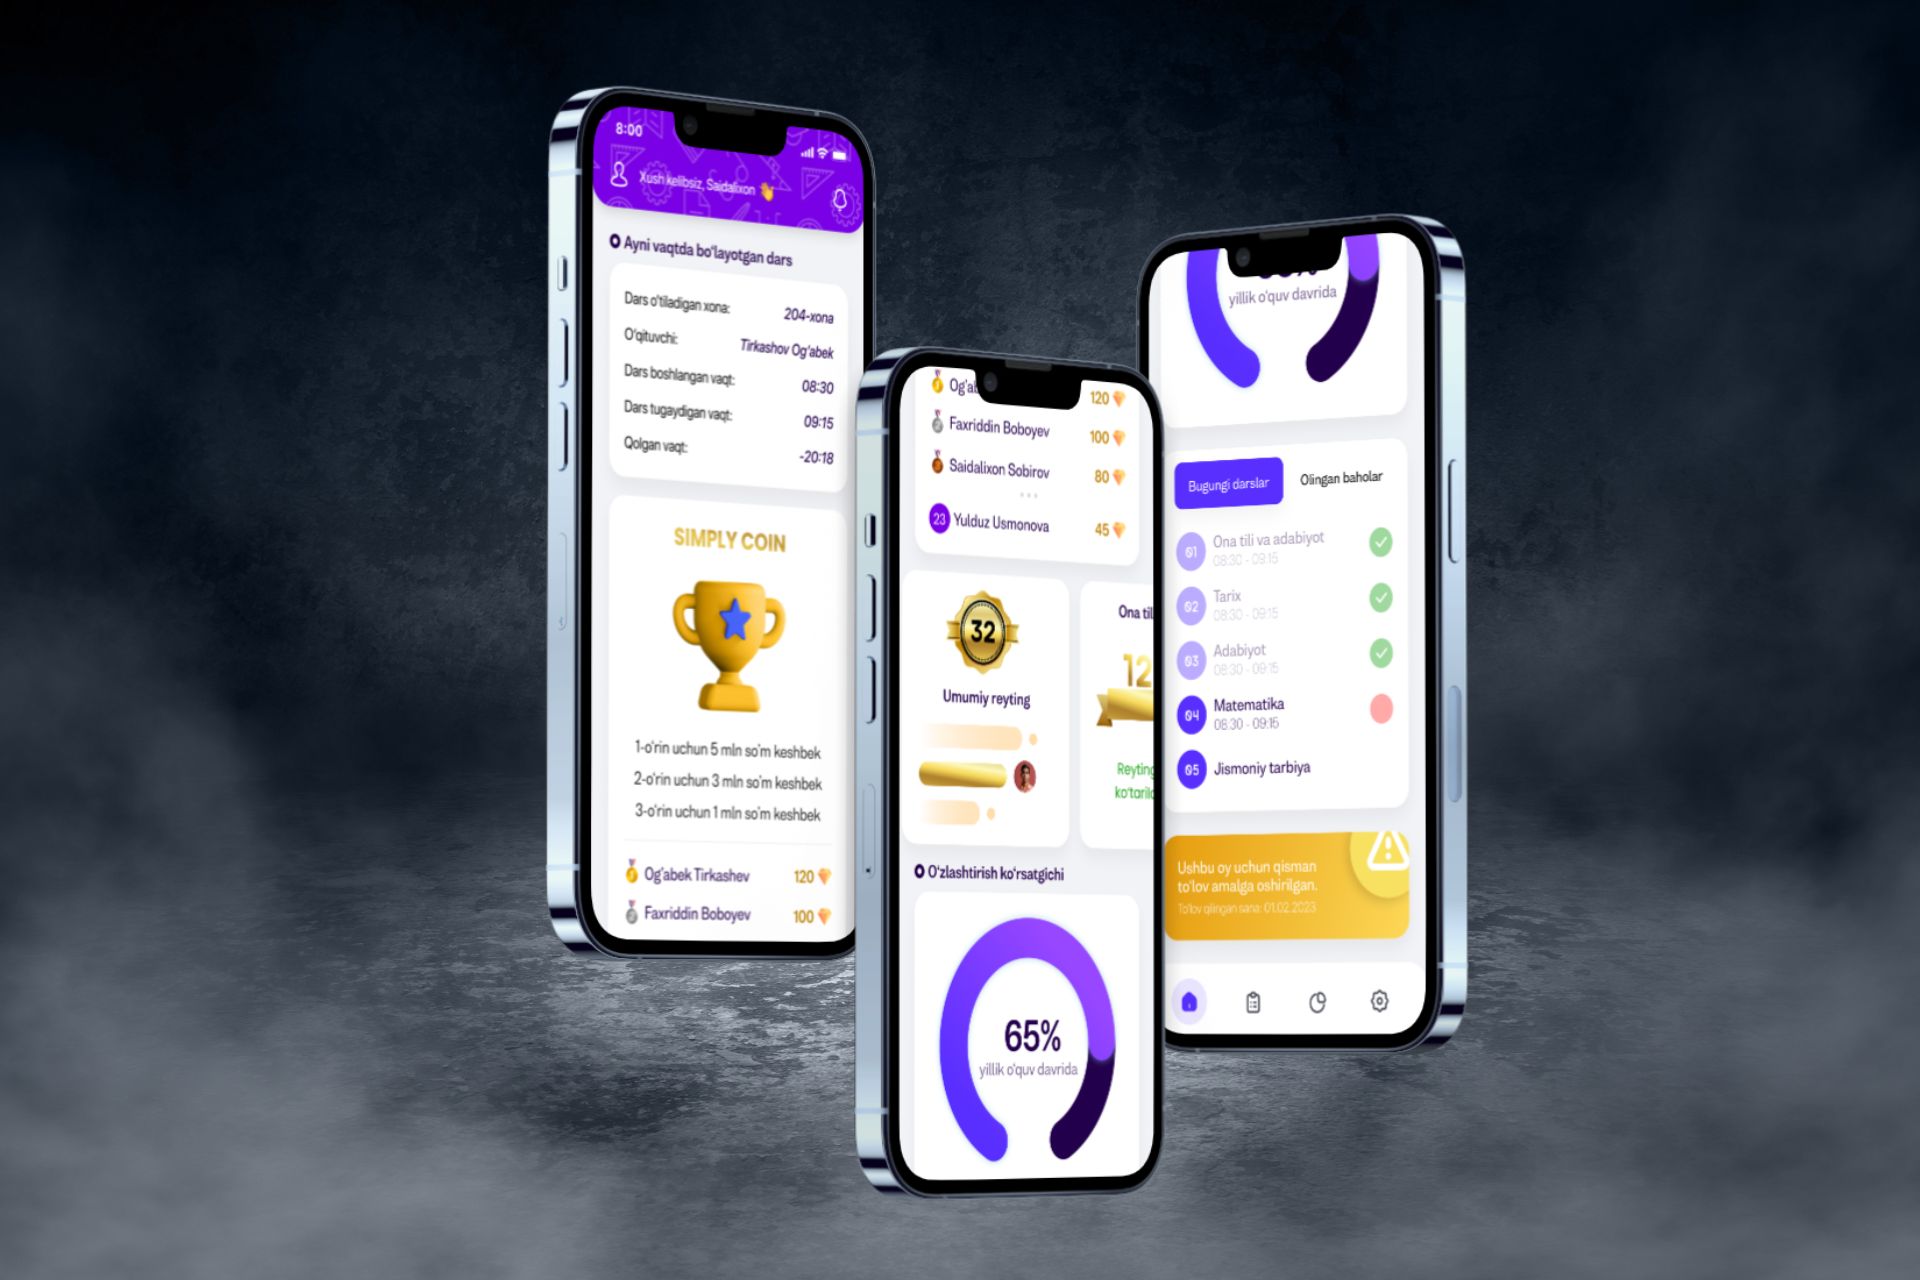 8:00
Xush kelibsiz, Saidalixon 👋
Ayni vaqtda bo'layotgan dars
Dars o'tiladigan xona: 204-xona
O'qituvchi: Tirkashov Og'abek
Dars boshlangan vaqt: 08:30
Dars tugaydigan vaqt: 09:15
Qolgan vaqt: -20:18
SIMPLY COIN
1-o'rin uchun 5 mln so'm keshbek
2-o'rin uchun 3 mln so'm keshbek
3-o'rin uchun 1 mln so'm keshbek
Og'abek Tirkashev 120
Faxriddin Boboyev 100
120
Faxriddin Boboyev 100
Saidalixon Sobirov 80
23 Yulduz Usmonova 45
32
Umumiy reyting
Ona til
12
Reyting
O'zlashtirish ko'rsatgichi
65%
yillik o'quv davrida
yillik o'quv davrida
Bugungi darslar Olingan baholar
01 Ona tili va adabiyot
08:30 - 09:15
02 Tarix
08:30 - 09:15
03 Adabiyot
08:30 - 09:15
04 Matematika
08:30 - 09:15
05 Jismoniy tarbiya
Ushbu oy uchun qisman
to'lov amalga oshirilgan.
To'lov qilingan sana: 01.02.2023